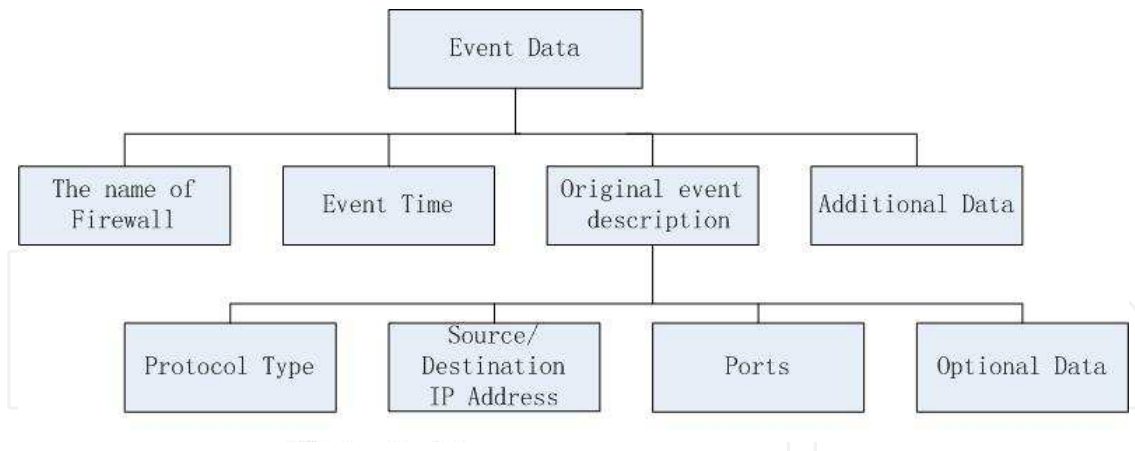 Event Data
The name of
Firewall
Event Time
Original event
description
Additional Data
Protocol Type
Source/
Destination
IP Address
Ports
Optional Data